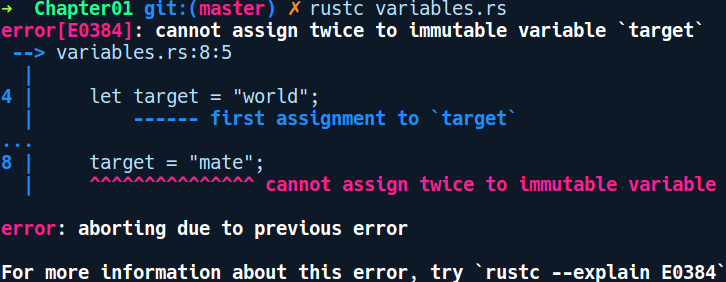 ➜  Chapter01 git:(master) ✗ rustc variables.rs
error[E0384]: cannot assign twice to immutable variable `target`
 --> variables.rs:8:5
  |
4 |     let target = "world";
  |         ------ first assignment to `target`
...
8 |     target = "mate";
  |     ^^^^^^^^^^^^^^^ cannot assign twice to immutable variable
error: aborting due to previous error
For more information about this error, try `rustc --explain E0384`